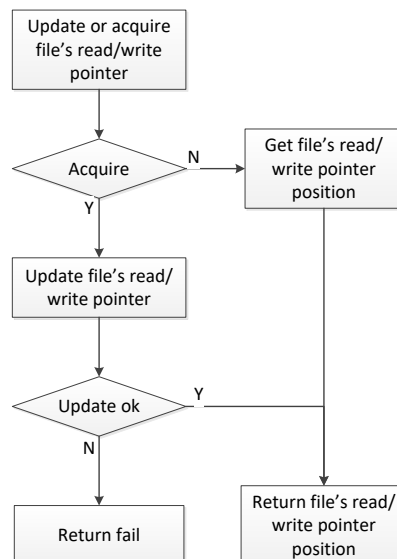 Update or acquire
file's read/write
pointer
Acquire
N
Y
Get file's read/
write pointer
position
Update file's read/
write pointer
Update ok
Y
N
Return fail
Return file's read/
write pointer
position